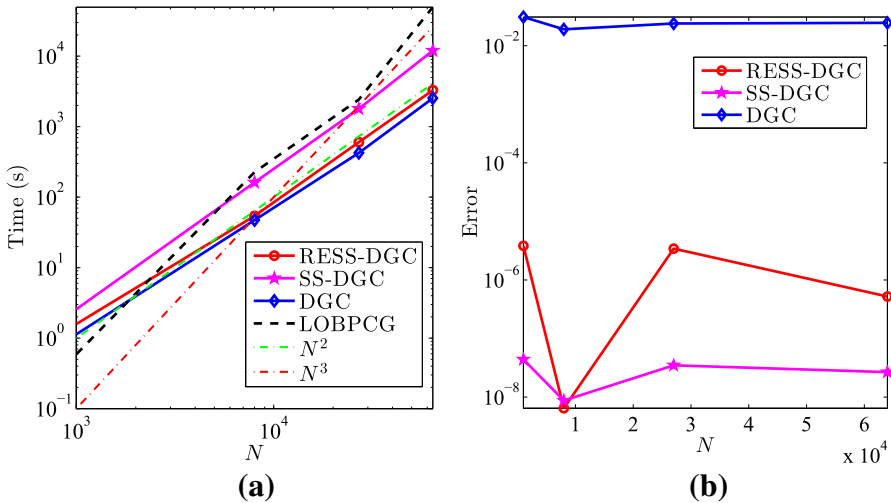 10^4
10^3
10^2
10^1
10^0
10^-1
Time (s)
RESS-DGC
SS-DGC
DGC
LOBPCG
N^2
N^3
10^3
10^4
N
(a)
10^-2
10^-4
10^-6
10^-8
Error
RESS-DGC
SS-DGC
DGC
1 2 3 4 5 6
x 10^4
N
(b)